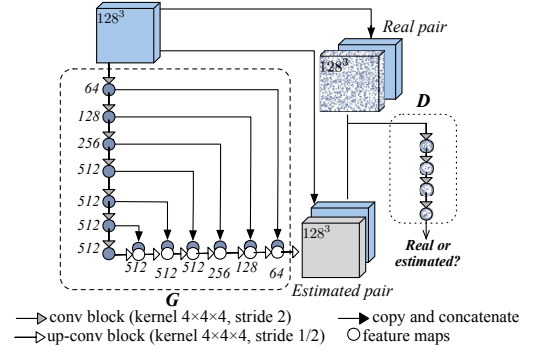 128³
Real pair
128³
D
64
128
256
512
512
512
512
512
512
512
256
128
64
G
128³
Real or
estimated?
Estimated pair
conv block (kernel 4×4×4, stride 2)
copy and concatenate
up-conv block (kernel 4×4×4, stride 1/2)
feature maps